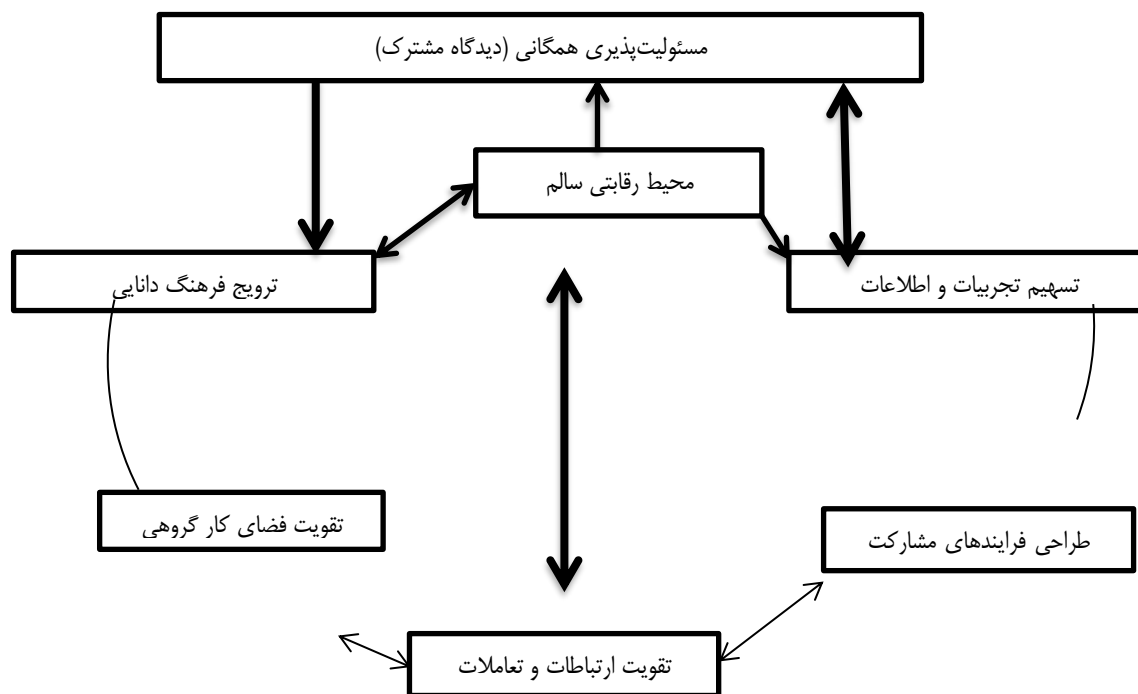 مسئولیت‌پذیری همگانی (دیدگاه مشترک)
محیط رقابتی سالم
تسهیم تجربیات و اطلاعات
ترویج فرهنگ دانایی
طراحی فرایندهای مشارکت
تقویت فضای کار گروهی
تقویت ارتباطات و تعاملات